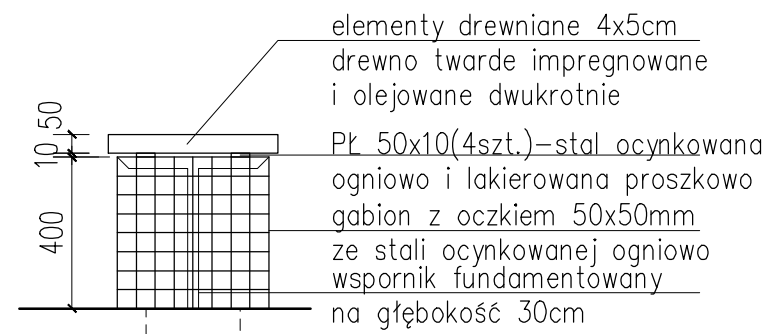 elementy drewniane 4x5cm
drewno twarde impregnowane
i olejowane dwukrotnie
PŁ 50x10(4szt.)-stal ocynkowana
ogniowo i lakierowana proszkowo
gabion z oczkiem 50x50mm
ze stali ocynkowanej ogniowo
wspornik fundamentowany
na głębokość 30cm
50
10
400